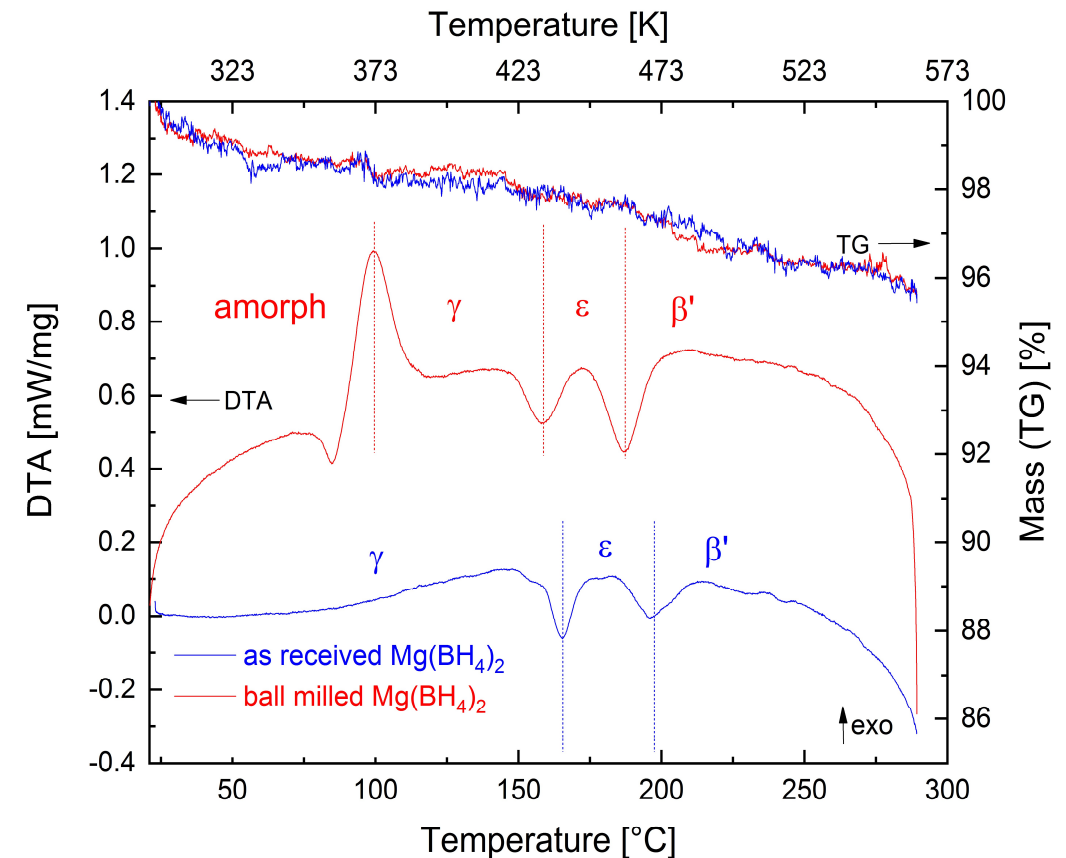 Temperature [K]
323 373 423 473 523 573
1.4 100
1.2 98
TG
1.0 96
amorph γ ε β'
0.8
DTA [mW/mg]
Mass (TG) [%]
94
0.6
DTA
92
0.4
0.2 90
γ ε β'
0.0 88
as received Mg(BH₄)₂
-0.2 ball milled Mg(BH₄)₂
86
exo
-0.4
50 100 150 200 250 300
Temperature [°C]